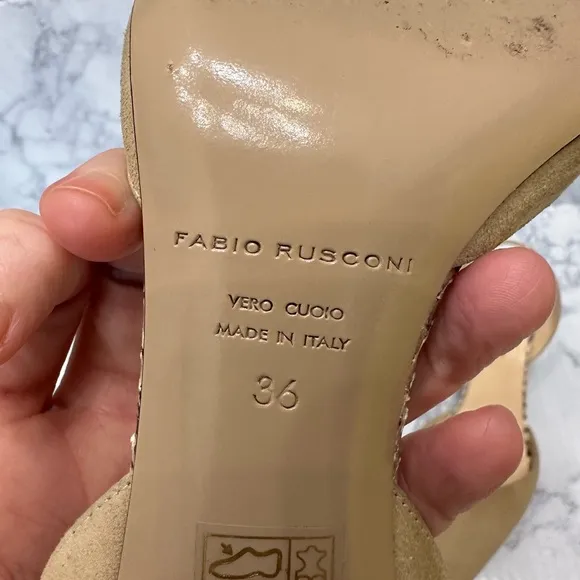 FABIO RUSCONI
VERO CUOIO
MADE IN ITALY
36